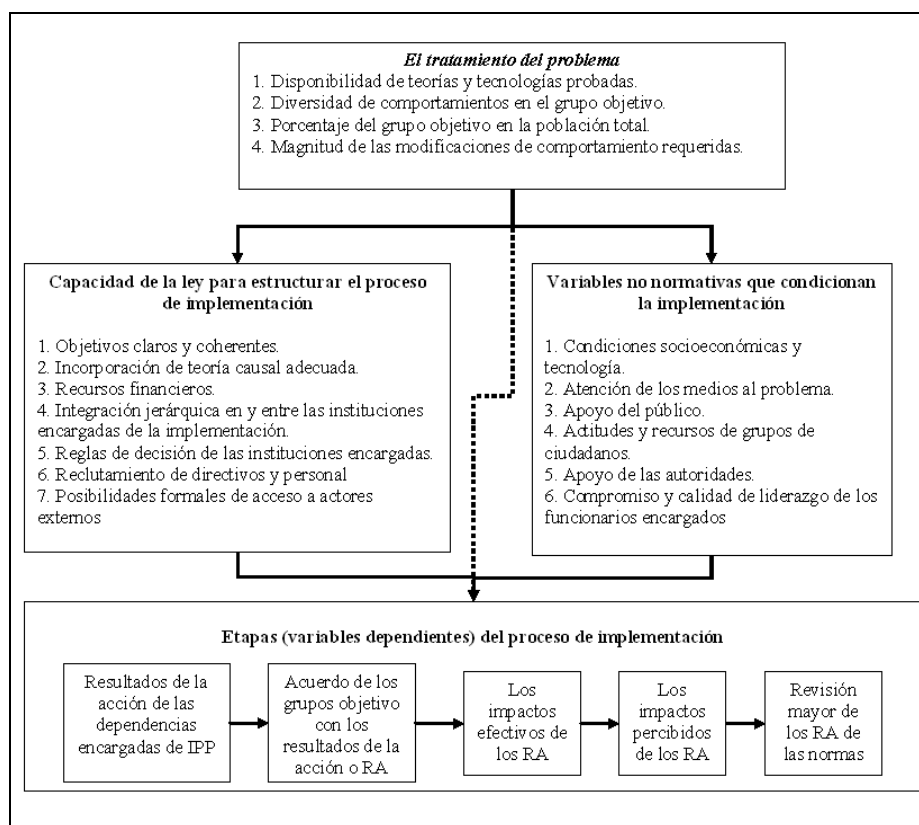 El tratamiento del problema
1. Disponibilidad de teorías y tecnologías probadas.
2. Diversidad de comportamientos en el grupo objetivo.
3. Porcentaje del grupo objetivo en la población total.
4. Magnitud de las modificaciones de comportamiento requeridas.
Capacidad de la ley para estructurar el proceso
de implementación
1. Objetivos claros y coherentes.
2. Incorporación de teoría causal adecuada.
3. Recursos financieros.
4. Integración jerárquica en y entre las instituciones
encargadas de la implementación.
5. Reglas de decisión de las instituciones encargadas.
6. Reclutamiento de directivos y personal
7. Posibilidades formales de acceso a actores
externos
Variables no normativas que condicionan
la implementación
1. Condiciones socioeconómicas y
tecnología.
2. Atención de los medios al problema.
3. Apoyo del público.
4. Actitudes y recursos de grupos de
ciudadanos.
5. Apoyo de las autoridades.
6. Compromiso y calidad de liderazgo de los
funcionarios encargados
Etapas (variables dependientes) del proceso de implementación
Resultados de la
acción de las
dependencias
encargadas de IPP
Acuerdo de los
grupos objetivo
con los
resultados de la
acción o RA
Los
impactos
efectivos de
los RA
Los
impactos
percibidos de
los RA
Revisión
mayor de
los RA de
las normas